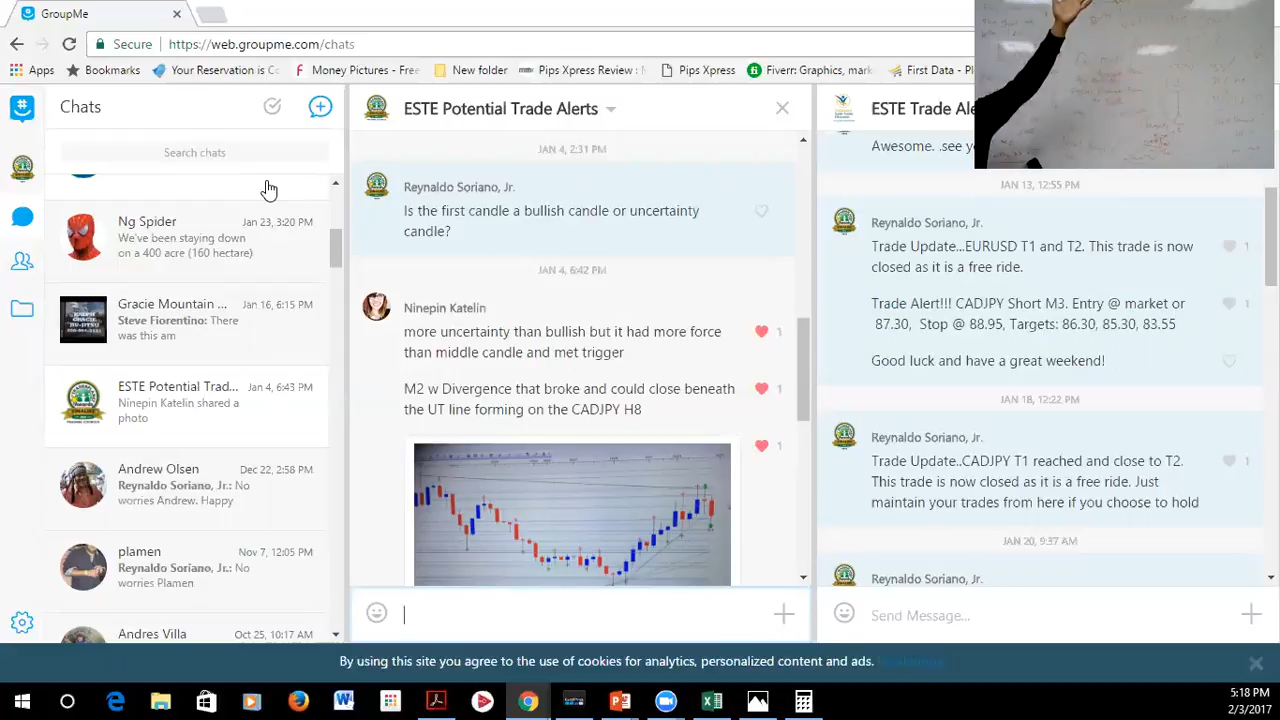 GroupMe
Secure
https://web.groupme.com/chats
Apps
Bookmarks
Your Reservation is Co
Money Pictures - Free
New folder
Pips Xpress Review :
Pips Xpress
Fiverr: Graphics, mark
First Data - Pi
Chats
Search chats
Ng Spider
Jan 23, 3:20 PM
We've been staying down
on a 400 acre (160 hectare)
Gracie Mountain ...
Jan 16, 6:15 PM
Steve Fiorentino: There
was this am
ESTE Potential Trad...
Jan 4, 6:43 PM
Ninepin Katelin shared a
photo
Andrew Olsen
Dec 22, 2:58 PM
Reynaldo Soriano, Jr.: No
worries Andrew. Happy
plamen
Nov 7, 12:05 PM
Reynaldo Soriano, Jr.: No
worries Plamen
Andres Villa
Oct 25, 10:17 AM
ESTE Potential Trade Alerts
JAN 4, 2:31 PM
Reynaldo Soriano, Jr.
Is the first candle a bullish candle or uncertainty
candle?
JAN 4, 6:42 PM
Ninepin Katelin
more uncertainty than bullish but it had more force
than middle candle and met trigger
1
M2 w Divergence that broke and could close beneath
the UT line forming on the CADJPY H8
1
1
ESTE Trade Ale
Awesome. .see y
JAN 13, 12:55 PM
Reynaldo Soriano, Jr.
Trade Update...EURUSD T1 and T2. This trade is now
closed as it is a free ride.
1
Trade Alert!!! CADJPY Short M3. Entry @ market or
87.30, Stop @ 88.95, Targets: 86.30, 85.30, 83.55
1
Good luck and have a great weekend!
JAN 18, 12:22 PM
Reynaldo Soriano, Jr.
Trade Update..CADJPY T1 reached and close to T2.
This trade is now closed as it is a free ride. Just
maintain your trades from here if you choose to hold
1
JAN 20, 9:37 AM
Reynaldo Soriano, Jr.
Send Message...
By using this site you agree to the use of cookies for analytics, personalized content and ads.
5:18 PM
2/3/2017